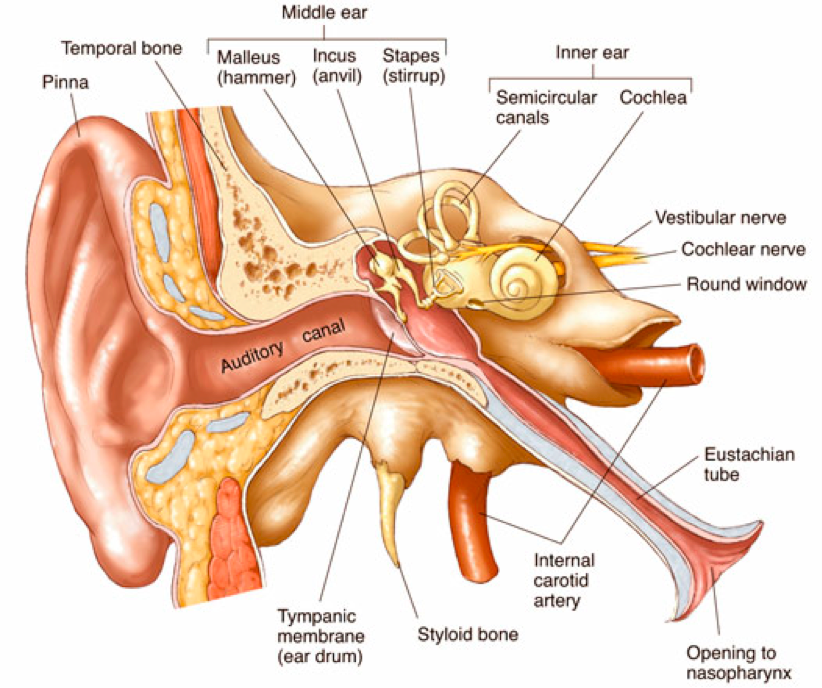 Middle ear
Temporal bone
Malleus
(hammer)
Incus
(anvil)
Stapes
(stirrup)
Inner ear
Pinna
Semicircular
canals
Cochlea
Vestibular nerve
Cochlear nerve
Round window
Auditory canal
Eustachian
tube
Internal
carotid
artery
Tympanic
membrane
(ear drum)
Styloid bone
Opening to
nasopharynx